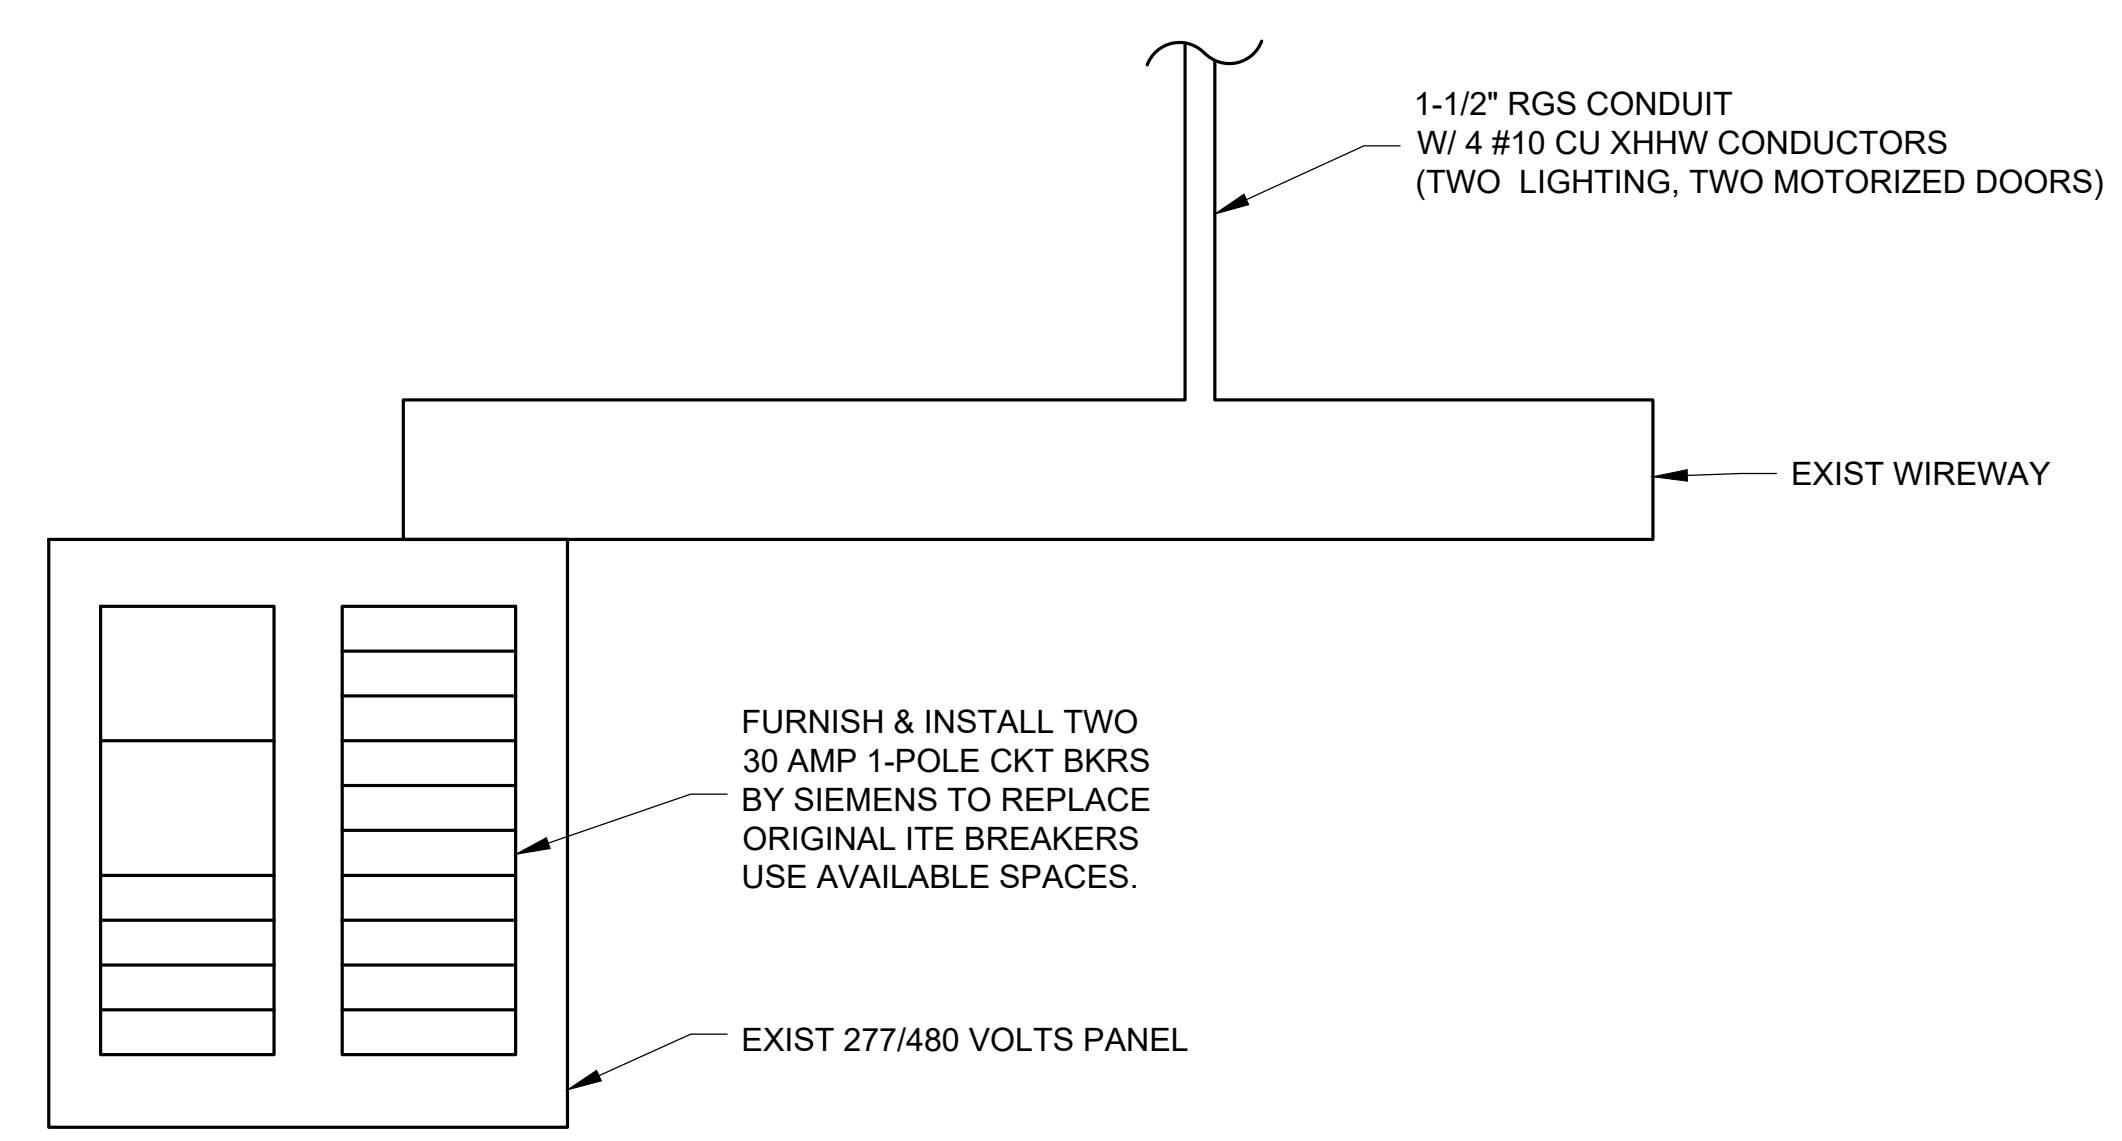 1-1/2" RGS CONDUIT
W/ 4 #10 CU XHHW CONDUCTORS
(TWO LIGHTING, TWO MOTORIZED DOORS)
EXIST WIREWAY
FURNISH & INSTALL TWO
30 AMP 1-POLE CKT BKRS
BY SIEMENS TO REPLACE
ORIGINAL ITE BREAKERS
USE AVAILABLE SPACES.
EXIST 277/480 VOLTS PANEL